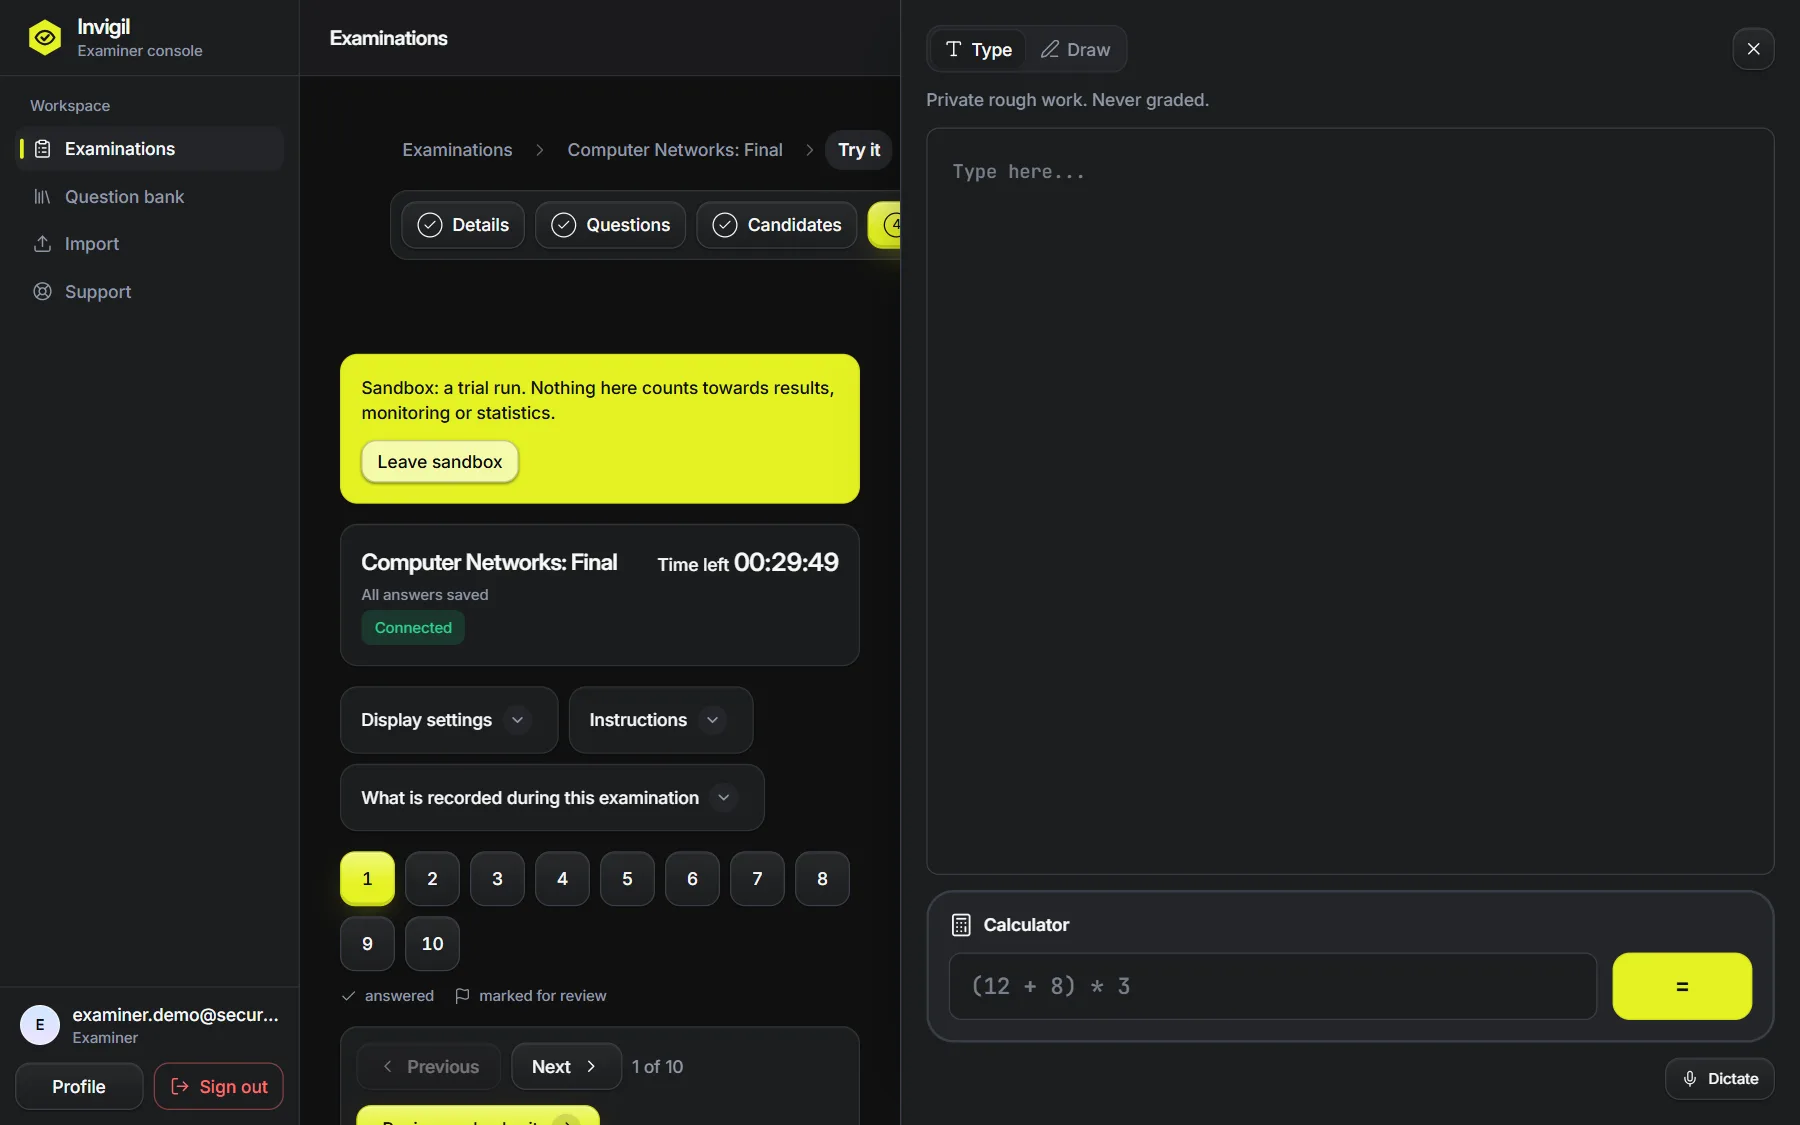 Invigil
Examiner console
Workspace
Examinations
Question bank
Import
Support
examiner.demo@secur...
E
Examiner
Profile
Sign out
Examinations
Examinations
Computer Networks: Final
Try it
Details
Questions
Candidates
4
Sandbox: a trial run. Nothing here counts towards results,
monitoring or statistics.
Leave sandbox
Computer Networks: Final
Time left 00:29:49
All answers saved
Connected
Display settings
Instructions
What is recorded during this examination
1 2 3 4 5 6 7 8
9 10
answered
marked for review
Previous
Next
1 of 10
Type
Draw
Private rough work. Never graded.
Type here...
Calculator
(12 + 8) * 3
=
Dictate